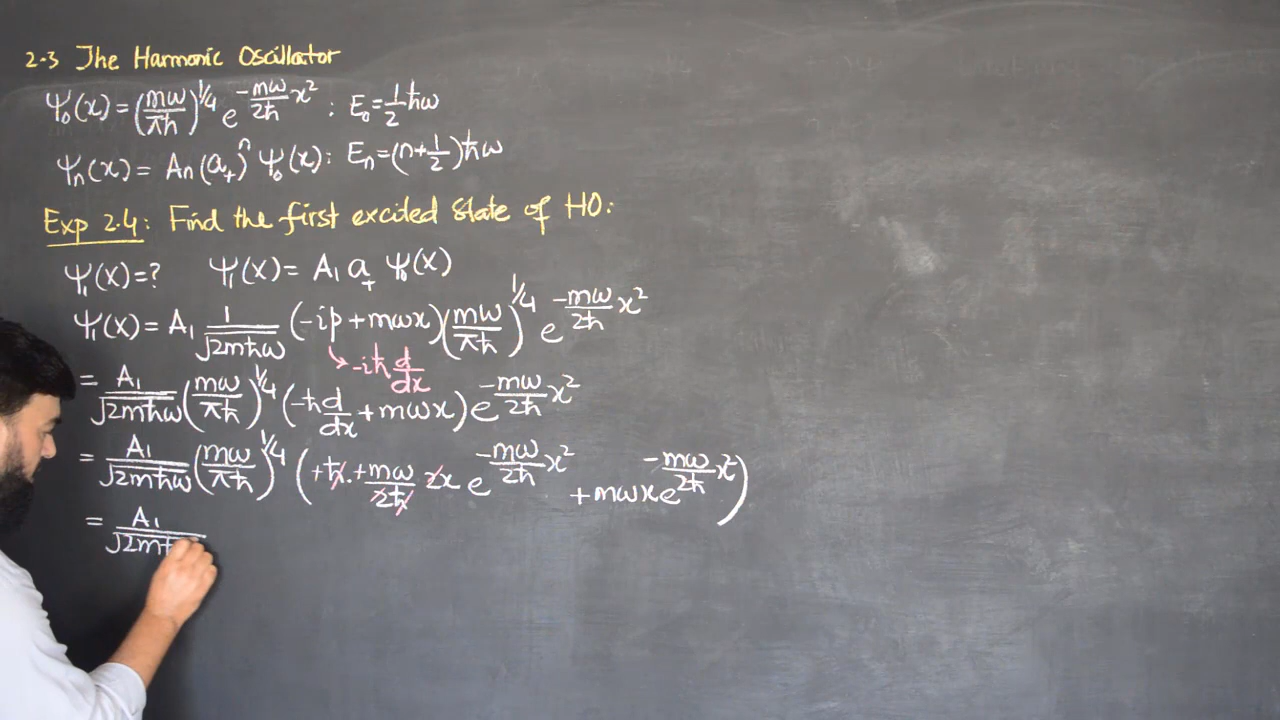 2.3 The Harmonic Oscillator
Ψ₀(x) = (mω/πħ)^1/4 e^(-mω/2ħ x²) : E₀ = 1/2 ħω
Ψₙ(x) = Aₙ (a₊)ⁿ Ψ₀(x) : Eₙ = (n + 1/2) ħω
Exp 2.4: Find the first excited state of HO:
Ψ₁(x) = ? Ψ₁(x) = A₁ a₊ Ψ₀(x)
Ψ₁(x) = A₁ 1/√2mħω (-ip + mωx) (mω/πħ)^1/4 e^(-mω/2ħ x²)
→ -iħ d/dx
= A₁/√2mħω (mω/πħ)^1/4 (-ħ d/dx + mωx) e^(-mω/2ħ x²)
= A₁/√2mħω (mω/πħ)^1/4 (+ħ . + mω/2ħ 2x e^(-mω/2ħ x²) + mωx e^(-mω/2ħ x²))
= A₁/√2mħ